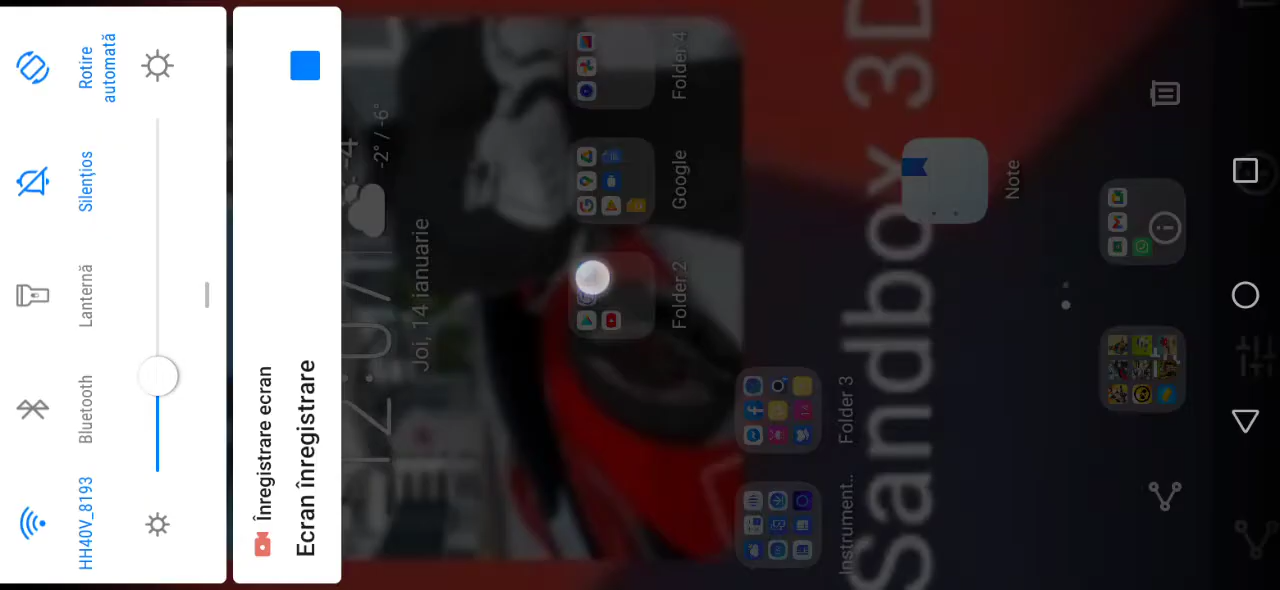 HH40V_8193
Bluetooth
Lanternă
Silențios
Rotire
automată
Înregistrare ecran
Ecran înregistrare
-4
-2° / -6°
Joi, 14 ianuarie
Folder 2
Google
Folder 4
Instrument..
Folder 3
Sandbox 3D
Note